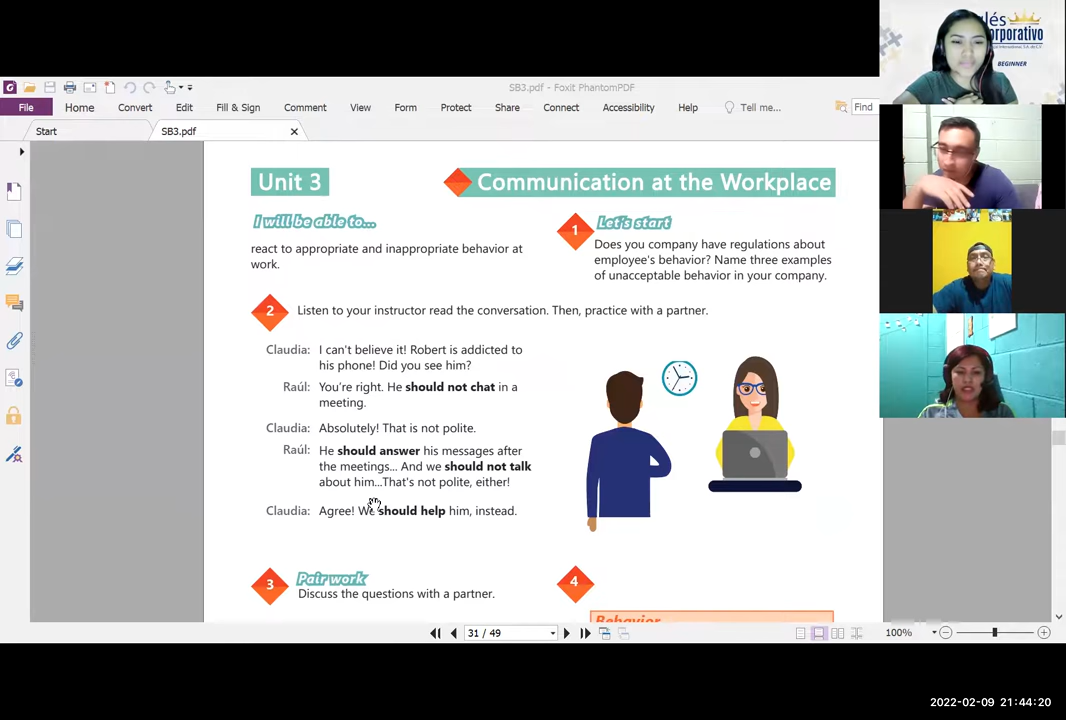 SB3.pdf - Foxit PhantomPDF
File Home Convert Edit Fill & Sign Comment View Form Protect Share Connect Accessibility Help Tell me... Find
Start SB3.pdf
Unit 3
Communication at the Workplace
I will be able to...
react to appropriate and inappropriate behavior at
work.
1 Let's start
Does you company have regulations about
employee's behavior? Name three examples
of unacceptable behavior in your company.
2 Listen to your instructor read the conversation. Then, practice with a partner.
Claudia: I can't believe it! Robert is addicted to
his phone! Did you see him?
Raúl: You're right. He should not chat in a
meeting.
Claudia: Absolutely! That is not polite.
Raúl: He should answer his messages after
the meetings... And we should not talk
about him...That's not polite, either!
Claudia: Agree! We should help him, instead.
3 Pair work
Discuss the questions with a partner.
4
Behavior
31 / 49
100%
BEGINNER
2022-02-09 21:44:20